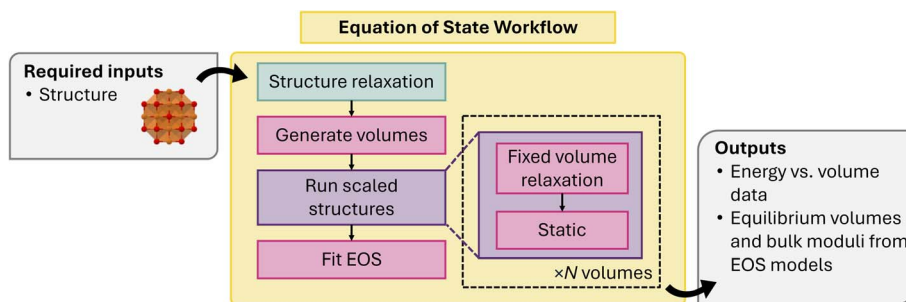 Equation of State Workflow
Required inputs
• Structure
Structure relaxation
Generate volumes
Run scaled
structures
Fit EOS
Fixed volume
relaxation
Static
×N volumes
Outputs
• Energy vs. volume
data
• Equilibrium volumes
and bulk moduli from
EOS models